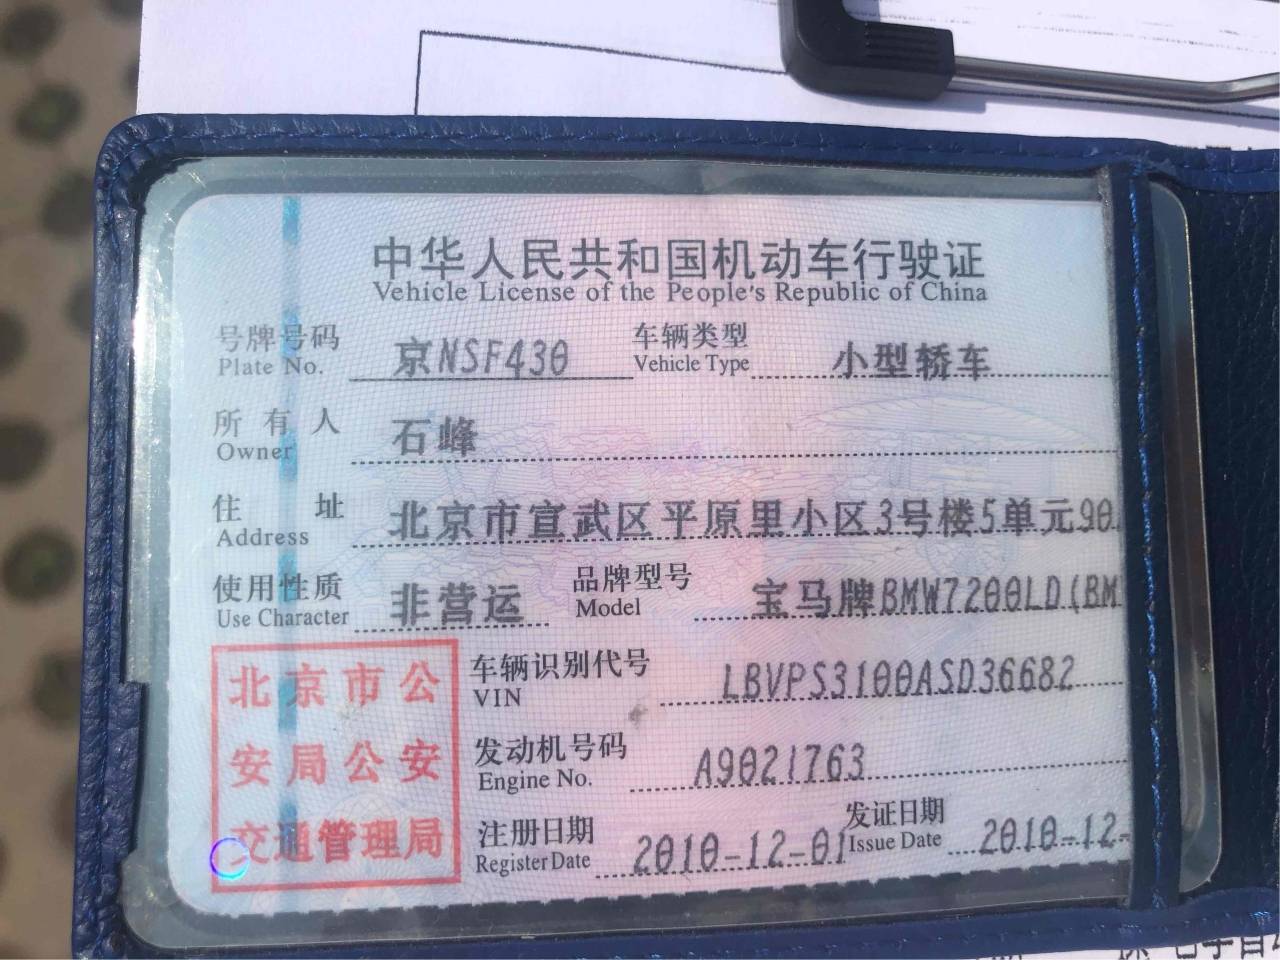 中华人民共和国机动车行驶证
Vehicle License of the People's Republic of China
号牌号码 京NSF430 车辆类型 小型轿车
Plate No. Vehicle Type
所有人 石峰
Owner
住址 北京市宣武区平原里小区3号楼5单元90
Address
使用性质 非营运 品牌型号 宝马牌BMW7200LD(BM
Use Character Model
北京市公
安局公安
交通管理局
车辆识别代号 LBVPS3100ASD36682
VIN
发动机号码 A9021763
Engine No.
注册日期 2010-12-01 发证日期 2010-12-
Register Date Issue Date